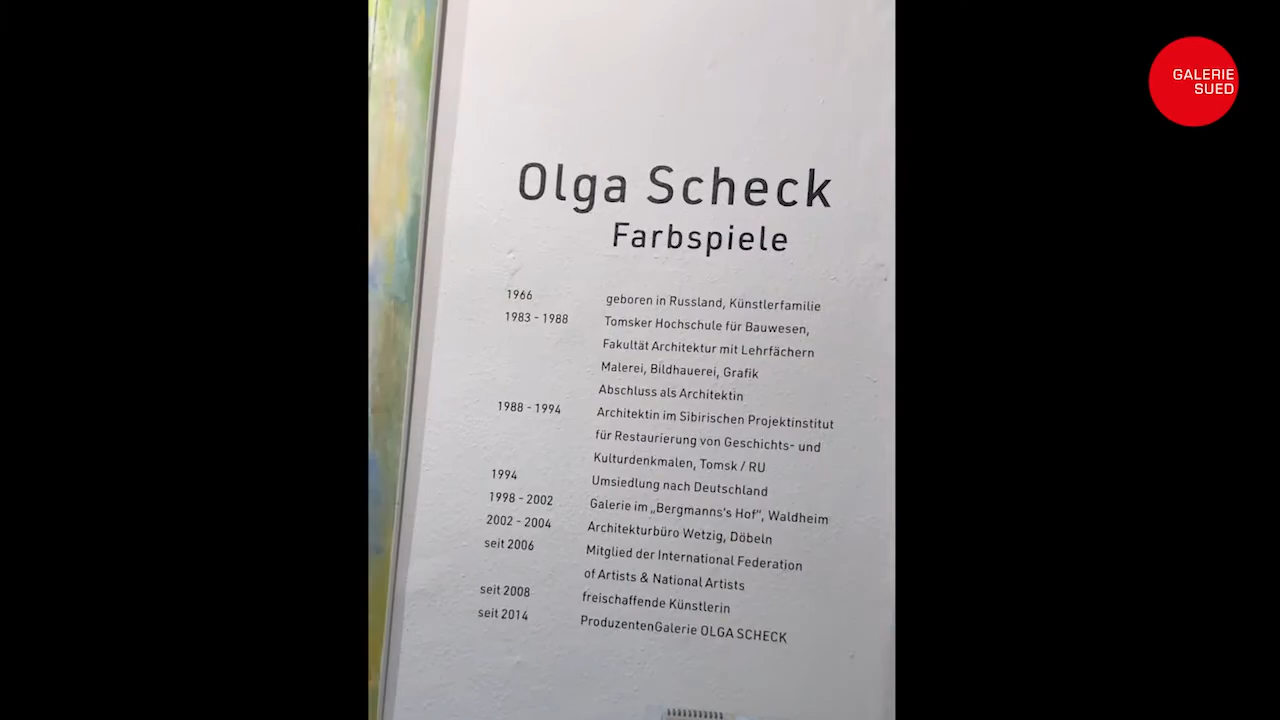 GALERIE
SUED
Olga Scheck
Farbspiele
1966 geboren in Russland, Künstlerfamilie
1983 - 1988 Tomsker Hochschule für Bauwesen,
Fakultät Architektur mit Lehrfächern
Malerei, Bildhauerei, Grafik
Abschluss als Architektin
1988 - 1994 Architektin im Sibirischen Projektinstitut
für Restaurierung von Geschichts- und
Kulturdenkmalen, Tomsk / RU
1994 Umsiedlung nach Deutschland
1998 - 2002 Galerie im „Bergmanns's Hof“, Waldheim
2002 - 2004 Architekturbüro Wetzig, Döbeln
seit 2006 Mitglied der International Federation
of Artists & National Artists
seit 2008 freischaffende Künstlerin
seit 2014 ProduzentenGalerie OLGA SCHECK